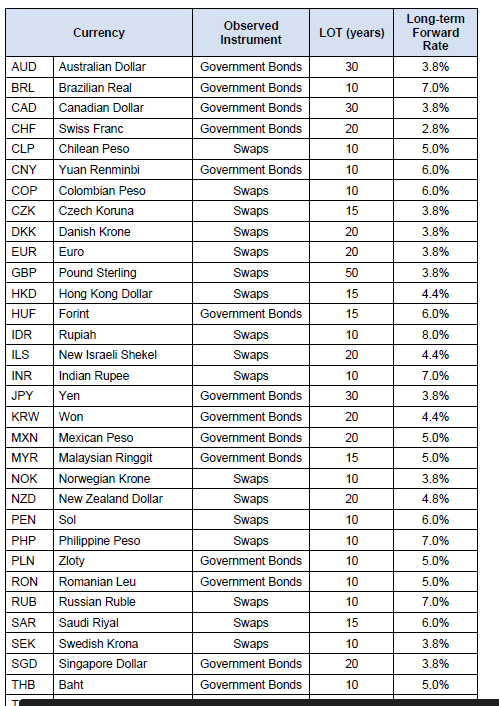 Currency Observed Instrument LOT (years) Long-term Forward Rate
AUD Australian Dollar Government Bonds 30 3.8%
BRL Brazilian Real Government Bonds 10 7.0%
CAD Canadian Dollar Government Bonds 30 3.8%
CHF Swiss Franc Government Bonds 20 2.8%
CLP Chilean Peso Swaps 10 5.0%
CNY Yuan Renminbi Government Bonds 10 6.0%
COP Colombian Peso Swaps 10 6.0%
CZK Czech Koruna Swaps 15 3.8%
DKK Danish Krone Swaps 20 3.8%
EUR Euro Swaps 20 3.8%
GBP Pound Sterling Swaps 50 3.8%
HKD Hong Kong Dollar Swaps 15 4.4%
HUF Forint Government Bonds 15 6.0%
IDR Rupiah Swaps 10 8.0%
ILS New Israeli Shekel Swaps 20 4.4%
INR Indian Rupee Swaps 10 7.0%
JPY Yen Government Bonds 30 3.8%
KRW Won Government Bonds 20 4.4%
MXN Mexican Peso Government Bonds 20 5.0%
MYR Malaysian Ringgit Government Bonds 15 5.0%
NOK Norwegian Krone Swaps 10 3.8%
NZD New Zealand Dollar Swaps 20 4.8%
PEN Sol Swaps 10 6.0%
PHP Philippine Peso Swaps 10 7.0%
PLN Zloty Government Bonds 10 5.0%
RON Romanian Leu Government Bonds 10 5.0%
RUB Russian Ruble Swaps 10 7.0%
SAR Saudi Riyal Swaps 15 6.0%
SEK Swedish Krona Swaps 10 3.8%
SGD Singapore Dollar Government Bonds 20 3.8%
THB Baht Government Bonds 10 5.0%